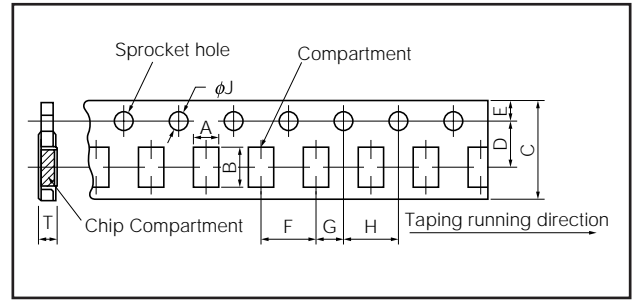 Sprocket hole
Compartment
φJ
A
B
E
D
C
T
Chip Compartment
F
G
H
Taping running direction